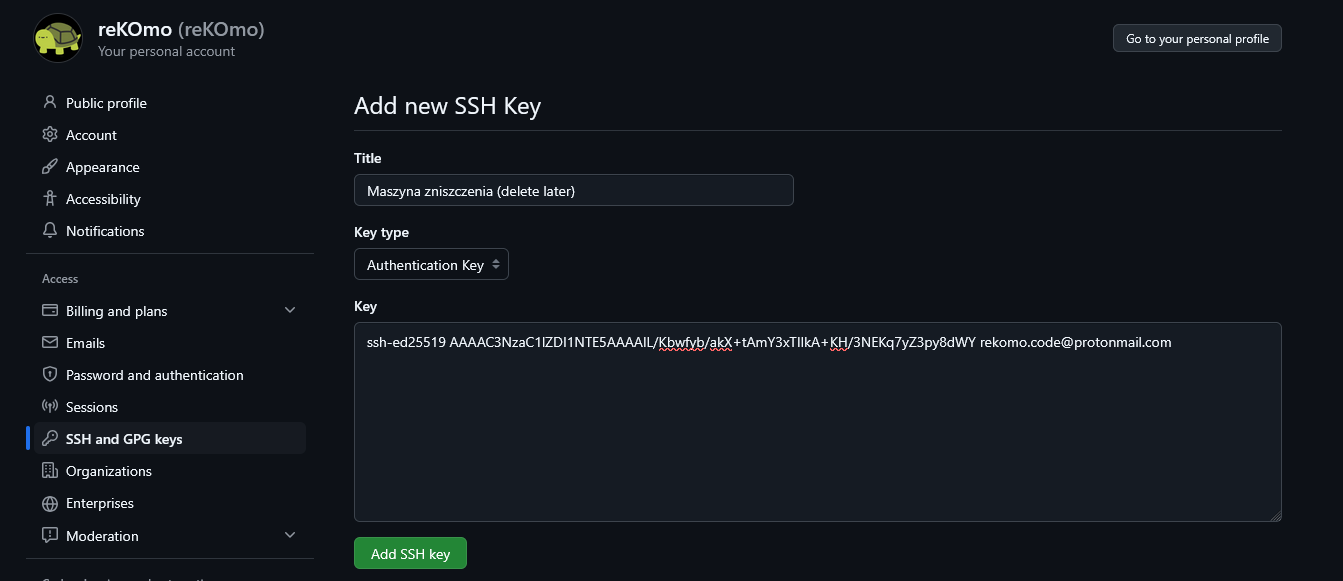 reKOmo (reKOmo)
Your personal account
Go to your personal profile
Public profile
Account
Appearance
Accessibility
Notifications
Access
Billing and plans
Emails
Password and authentication
Sessions
SSH and GPG keys
Organizations
Enterprises
Moderation
Add new SSH Key
Title
Maszyna zniszczenia (delete later)
Key type
Authentication Key
Key
ssh-ed25519 AAAAC3NzaC1lZDI1NTE5AAAAIL/Kbwfyb/akX+tAmY3xTIIkA+KH/3NEKq7yZ3py8dWY rekomo.code@protonmail.com
Add SSH key